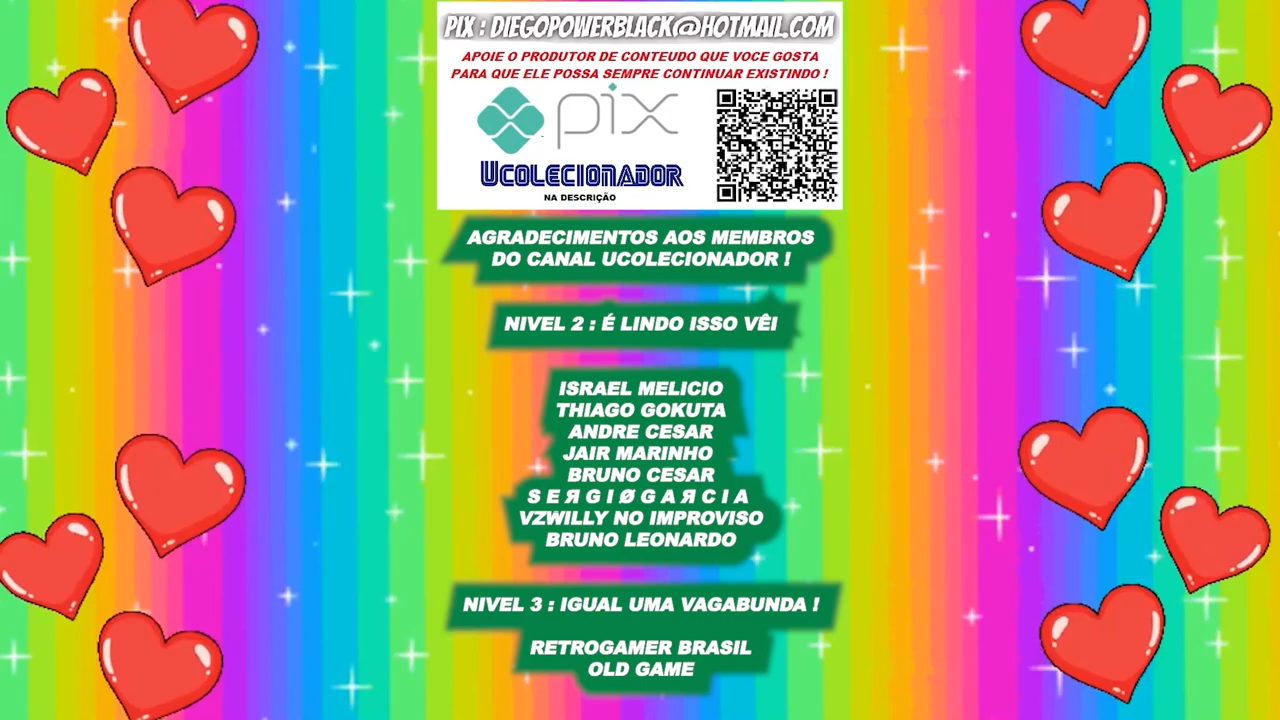 PIX : DIEGOPOWERBLACK@HOTMAIL.COM
APOIE O PRODUTOR DE CONTEUDO QUE VOCE GOSTA
PARA QUE ELE POSSA SEMPRE CONTINUAR EXISTINDO !
pix
UCOLECIONADOR
NA DESCRIÇÃO
AGRADECIMENTOS AOS MEMBROS
DO CANAL UCOLECIONADOR !
NIVEL 2 : É LINDO ISSO VÊI
ISRAEL MELICIO
THIAGO GOKUTA
ANDRE CESAR
JAIR MARINHO
BRUNO CESAR
S E Я G I Ø G A Я C I A
VZWILLY NO IMPROVISO
BRUNO LEONARDO
NIVEL 3 : IGUAL UMA VAGABUNDA !
RETROGAMER BRASIL
OLD GAME